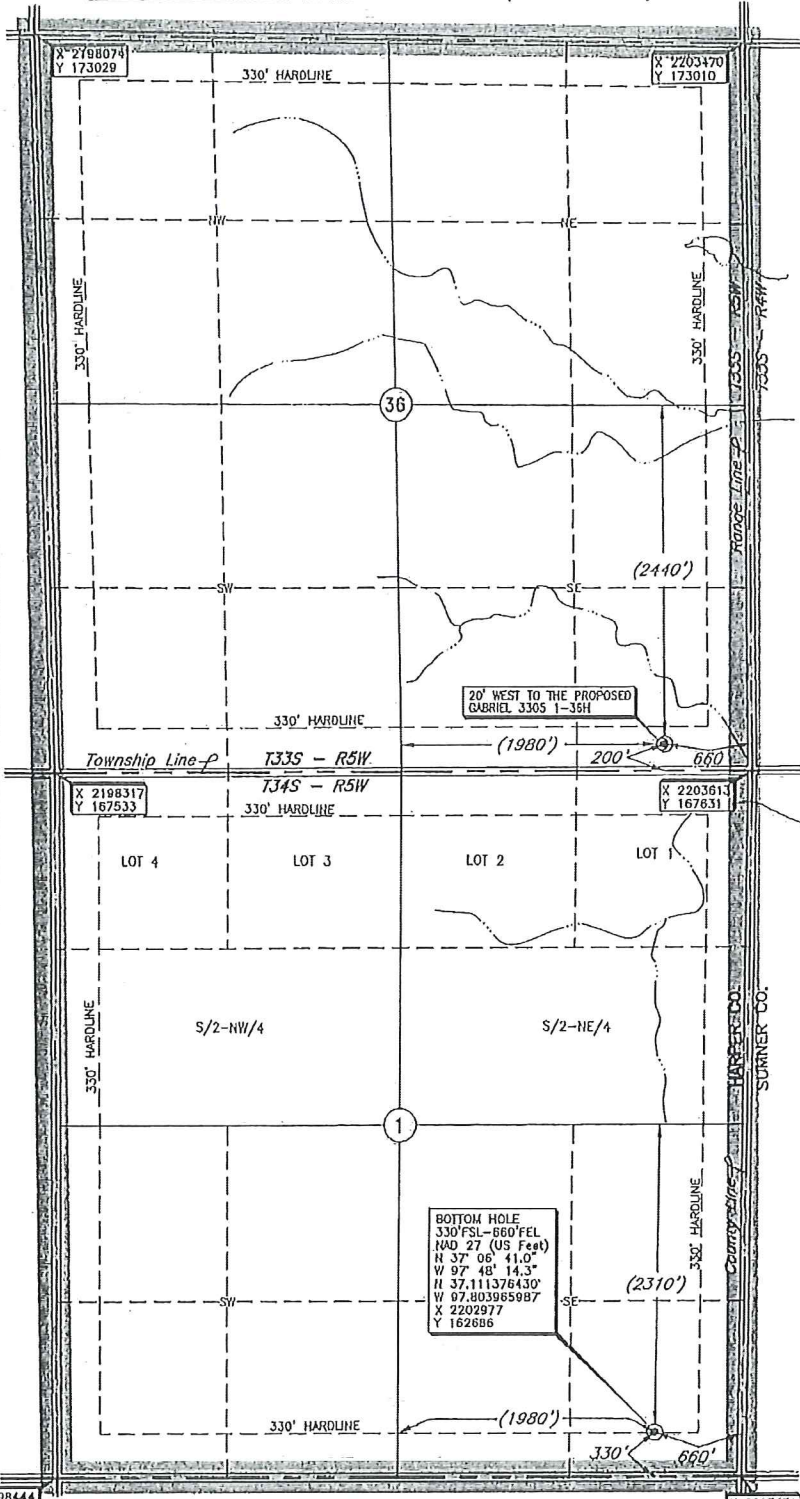 X 2198074
Y 173029
X 2203470
Y 173010
330' HARDLINE
NW
NE
330' HARDLINE
330' HARDLINE
T33S - R5W
T33S - R4W
36
Range Line
(2440')
SW
SE
20' WEST TO THE PROPOSED
GABRIEL 3305 1-36H
330' HARDLINE
(1980')
200'
660'
Township Line
T33S - R5W
T34S - R5W
X 2198317
Y 167533
X 2203613
Y 167631
330' HARDLINE
LOT 4
LOT 3
LOT 2
LOT 1
330' HARDLINE
S/2-NW/4
S/2-NE/4
HARPER CO.
SUMNER CO.
1
County Line
330' HARDLINE
BOTTOM HOLE
330'FSL-660'FEL
NAD 27 (US Feet)
N 37° 06' 41.0"
W 97° 48' 14.3"
N 37.111376430°
W 97.803965987°
X 2202977
Y 162686
(2310')
SW
SE
330' HARDLINE
(1980')
330'
660'